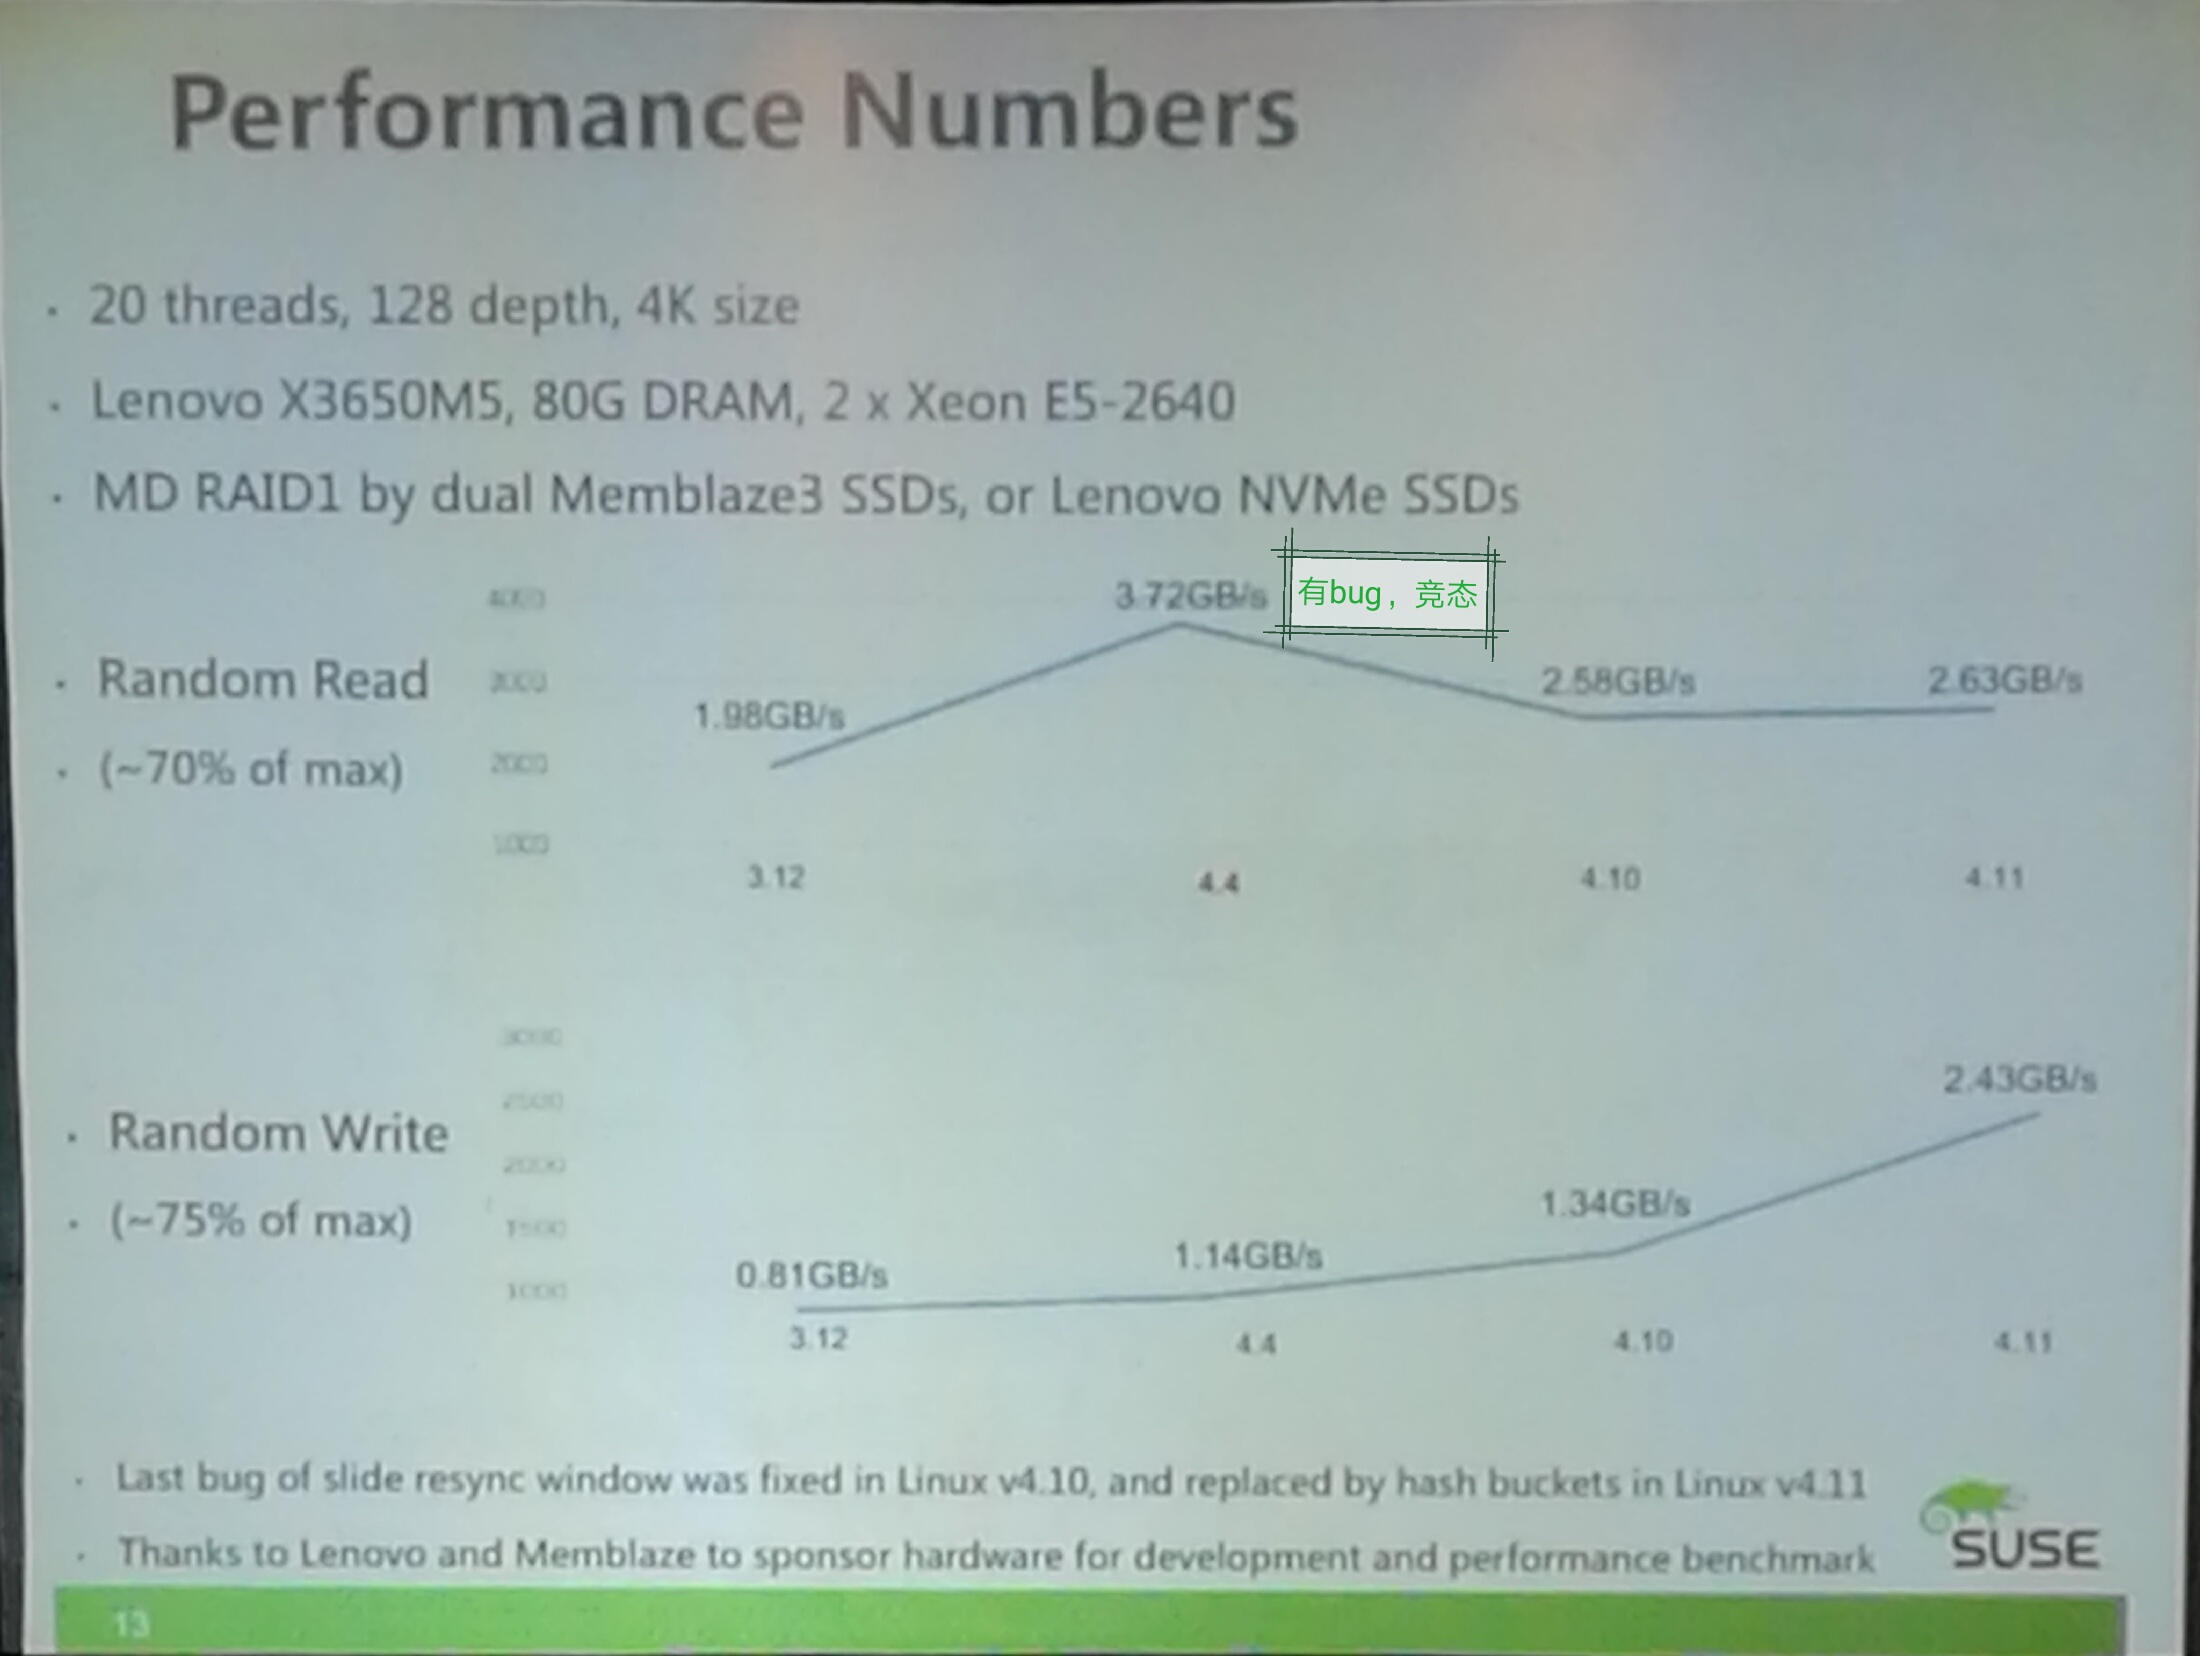 Performance Numbers
· 20 threads, 128 depth, 4K size
· Lenovo X3650M5, 80G DRAM, 2 x Xeon E5-2640
· MD RAID1 by dual Memblaze3 SSDs, or Lenovo NVMe SSDs
4000
3.72GB/s
有bug，竞态
· Random Read
3000
1.98GB/s
2.58GB/s
2.63GB/s
· (~70% of max)
2000
1000
3.12
4.4
4.10
4.11
3000
2500
2.43GB/s
· Random Write
2000
· (~75% of max)
1500
1.34GB/s
1000
0.81GB/s
1.14GB/s
3.12
4.4
4.10
4.11
· Last bug of slide resync window was fixed in Linux v4.10, and replaced by hash buckets in Linux v4.11
· Thanks to Lenovo and Memblaze to sponsor hardware for development and performance benchmark
SUSE
13